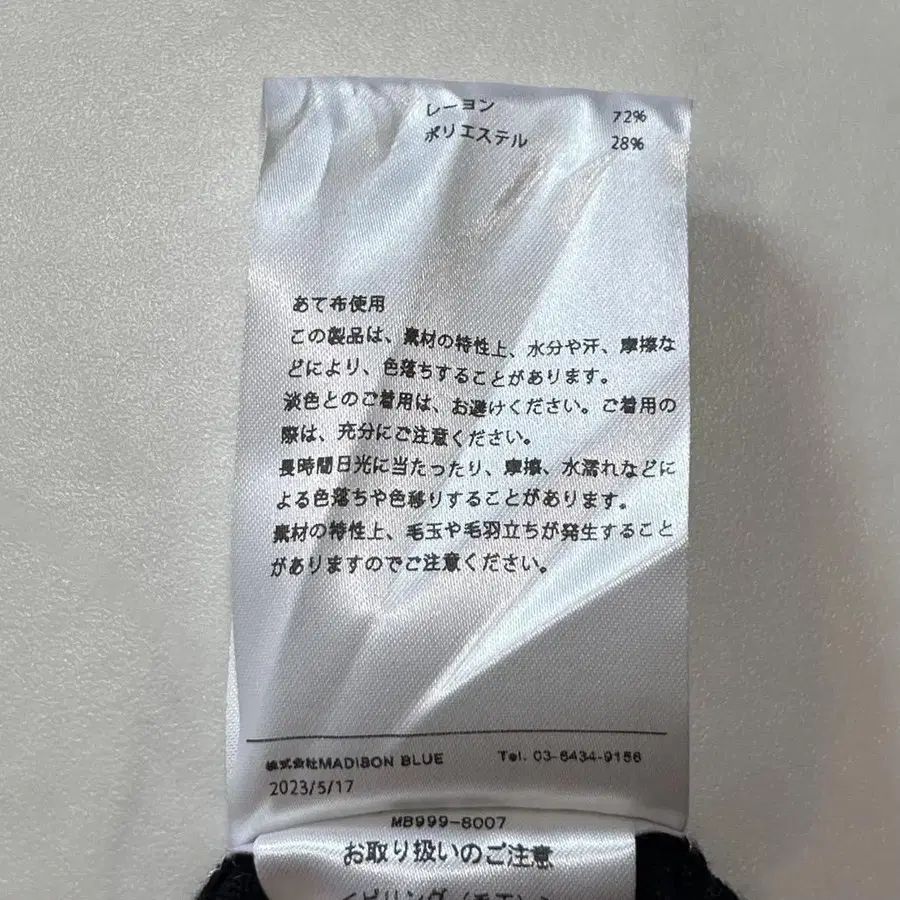 レーヨン 72%
ポリエステル 28%
あて布使用
この製品は、素材の特性上、水分や汗、摩擦な
どにより、色落ちすることがあります。
淡色とのご着用は、お避けください。ご着用の
際は、充分にご注意ください。
長時間日光に当たったり、摩擦、水濡れなどに
よる色落ちや色移りすることがあります。
素材の特性上、毛玉や毛羽立ちが発生すること
がありますのでご注意ください。
株式会社MADISON BLUE Tel. 03-6434-9156
2023/5/17
MB999-8007
お取り扱いのご注意
<ピリング(毛玉)>